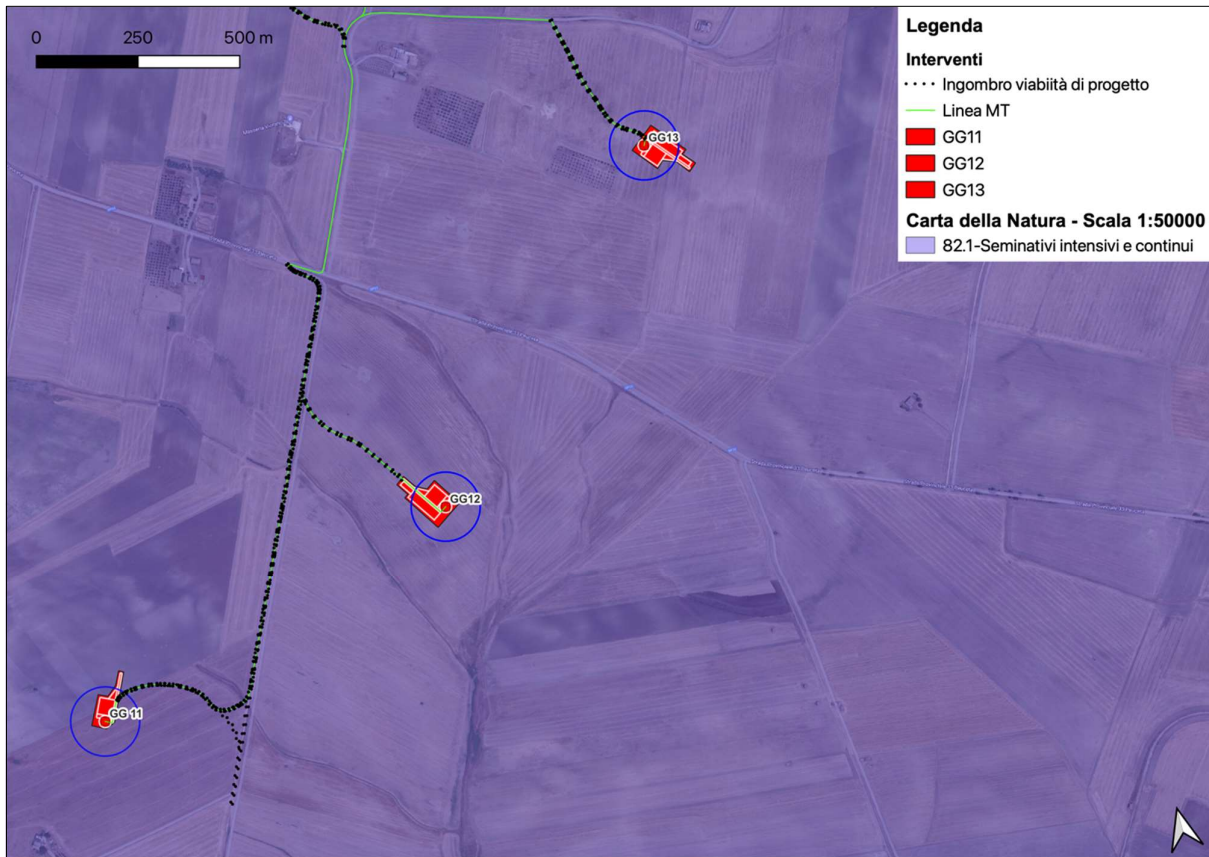 0 250 500 m
Legenda
Interventi
Ingombro viabiità di progetto
Linea MT
GG11
GG12
GG13
Carta della Natura - Scala 1:50000
82.1-Seminativi intensivi e continui
GG13
GG12
GG 11